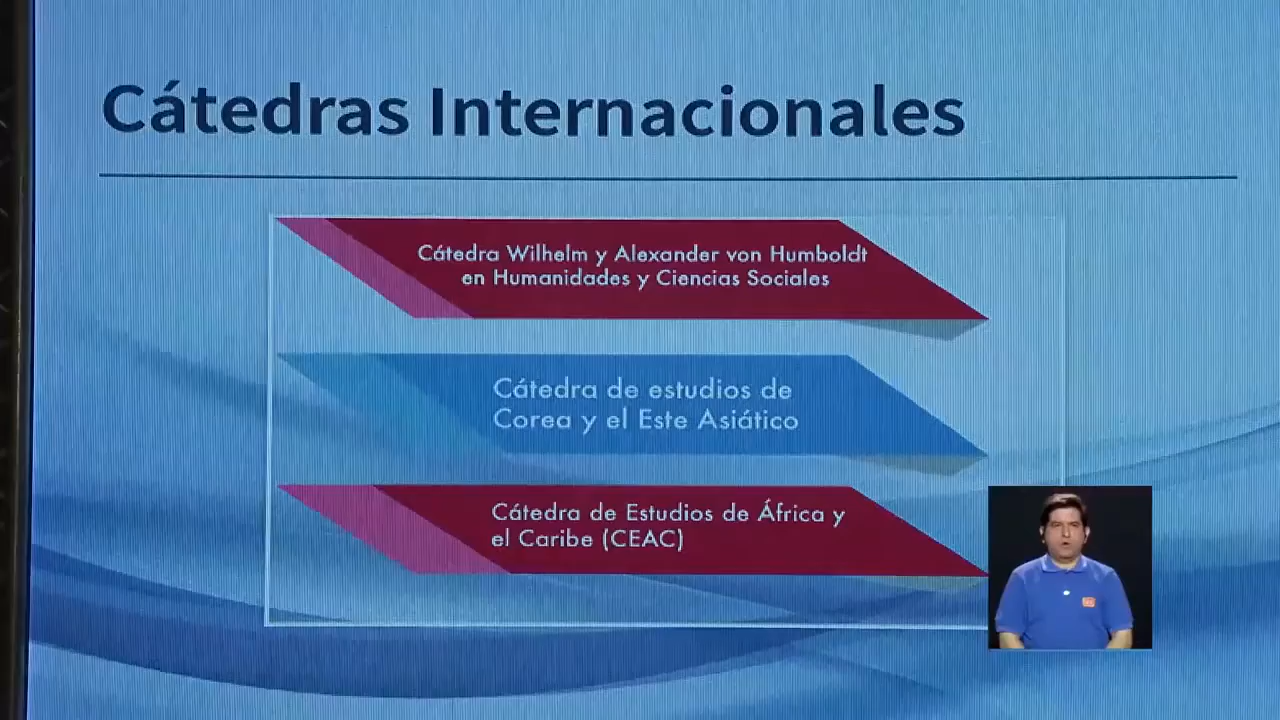 Cátedras Internacionales
Cátedra Wilhelm y Alexander von Humboldt
en Humanidades y Ciencias Sociales
Cátedra de estudios de
Corea y el Este Asiático
Cátedra de Estudios de África y
el Caribe (CEAC)